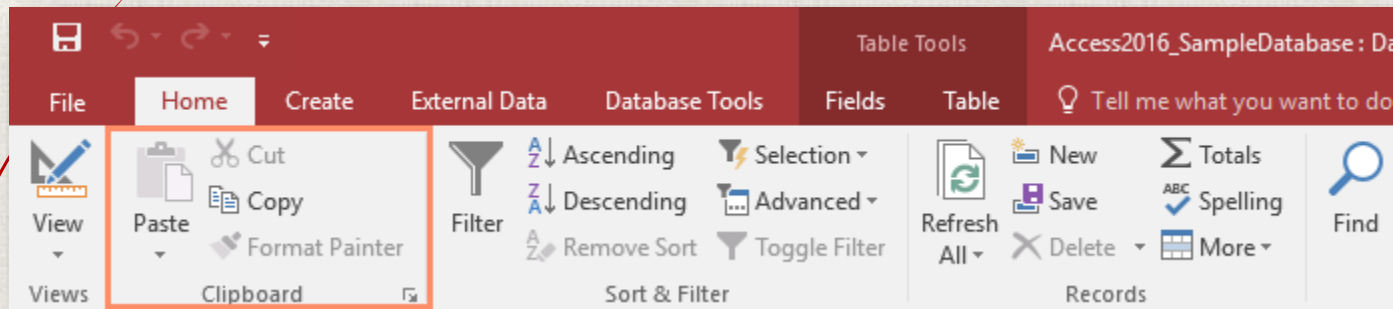 Table Tools
Access2016_SampleDatabase : Da
File Home Create External Data Database Tools Fields Table Tell me what you want to do
View
Paste
Cut
Copy
Format Painter
Filter
Ascending
Descending
Remove Sort
Selection
Advanced
Toggle Filter
Refresh
All
New
Save
Delete
Totals
ABC
Spelling
More
Find
Views Clipboard Sort & Filter Records